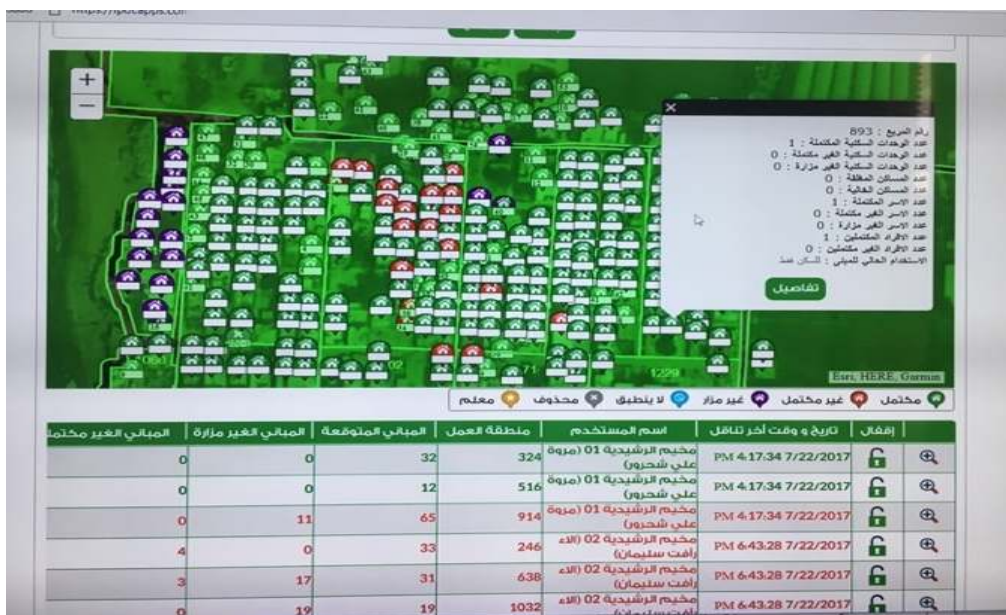 رقم المربع : 893
عدد الوحدات السكنية المكتملة : 1
عدد الوحدات السكنية الغير مكتملة : 0
عدد الوحدات السكنية الغير مزارة : 0
عدد المساكن المغلقة : 0
عدد المساكن الخالية : 0
عدد الاسر المكتملة : 1
عدد الاسر الغير مكتملة : 0
عدد الاسر الغير مزارة : 0
عدد الافراد المكتملين : 1
عدد الافراد الغير مكتملين : 0
الاستخدام الحالي للمبنى : للسكن فقط
تفاصيل
71
1229
Esri, HERE, Garmin
مكتمل غير مكتمل غير مزار لا ينطبق محذوف معلم
إقفال تاريخ و وقت أخر تناقل اسم المستخدم منطقة العمل المباني المتوقعة المباني الغير مزارة المباني الغير
PM 4:17:34 7/22/2017 مخيم الرشيدية 01 (مروة 324 32 0 0
علي شحرور)
PM 4:17:34 7/22/2017 مخيم الرشيدية 01 (مروة 516 12 0 0
علي شحرور)
PM 4:17:34 7/22/2017 مخيم الرشيدية 01 (مروة 914 65 11 0
علي شحرور)
PM 6:43:28 7/22/2017 مخيم الرشيدية 02 (الاء 246 33 0 4
رأفت سليمان)
PM 6:43:28 7/22/2017 مخيم الرشيدية 02 (الاء 638 31 17 3
رأفت سليمان)
PM 6:43:28 7/22/2017 مخيم الرشيدية 02 (الاء 1032 19 19 0